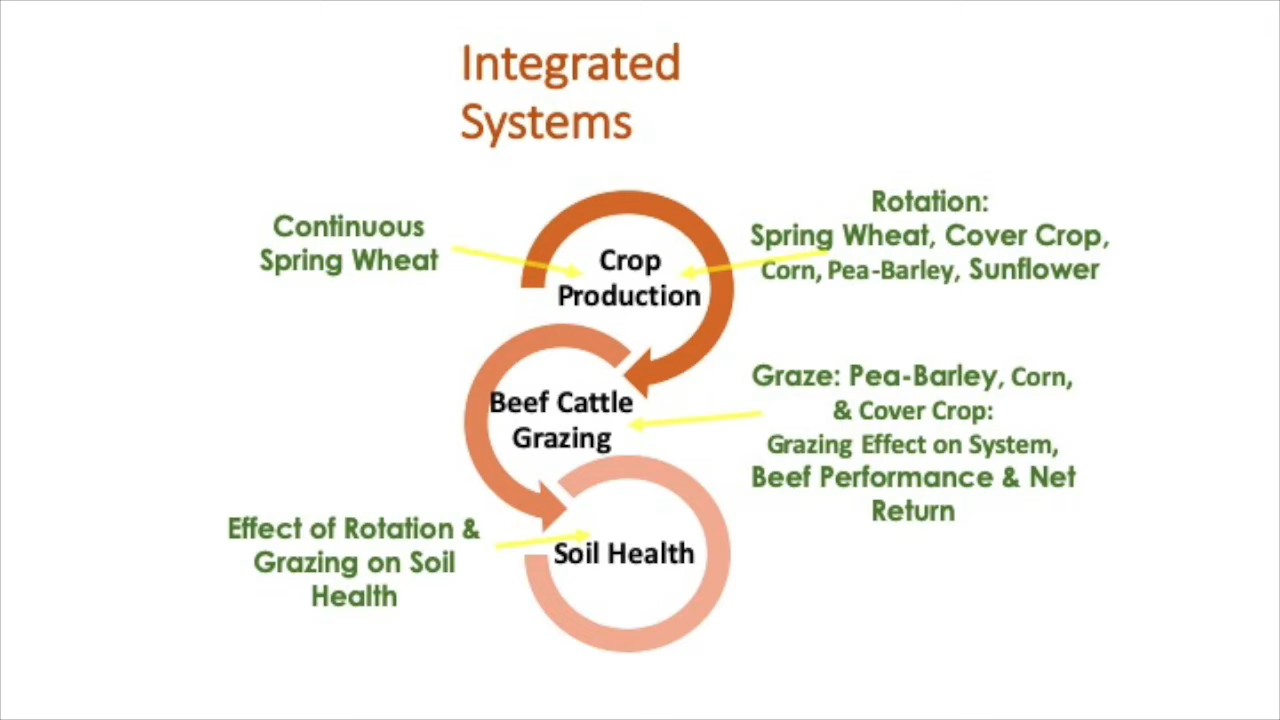 Integrated
Systems
Continuous
Spring Wheat
Crop
Production
Rotation:
Spring Wheat, Cover Crop,
Corn, Pea-Barley, Sunflower
Beef Cattle
Grazing
Graze: Pea-Barley, Corn,
& Cover Crop:
Grazing Effect on System,
Beef Performance & Net
Return
Effect of Rotation &
Grazing on Soil
Health
Soil Health